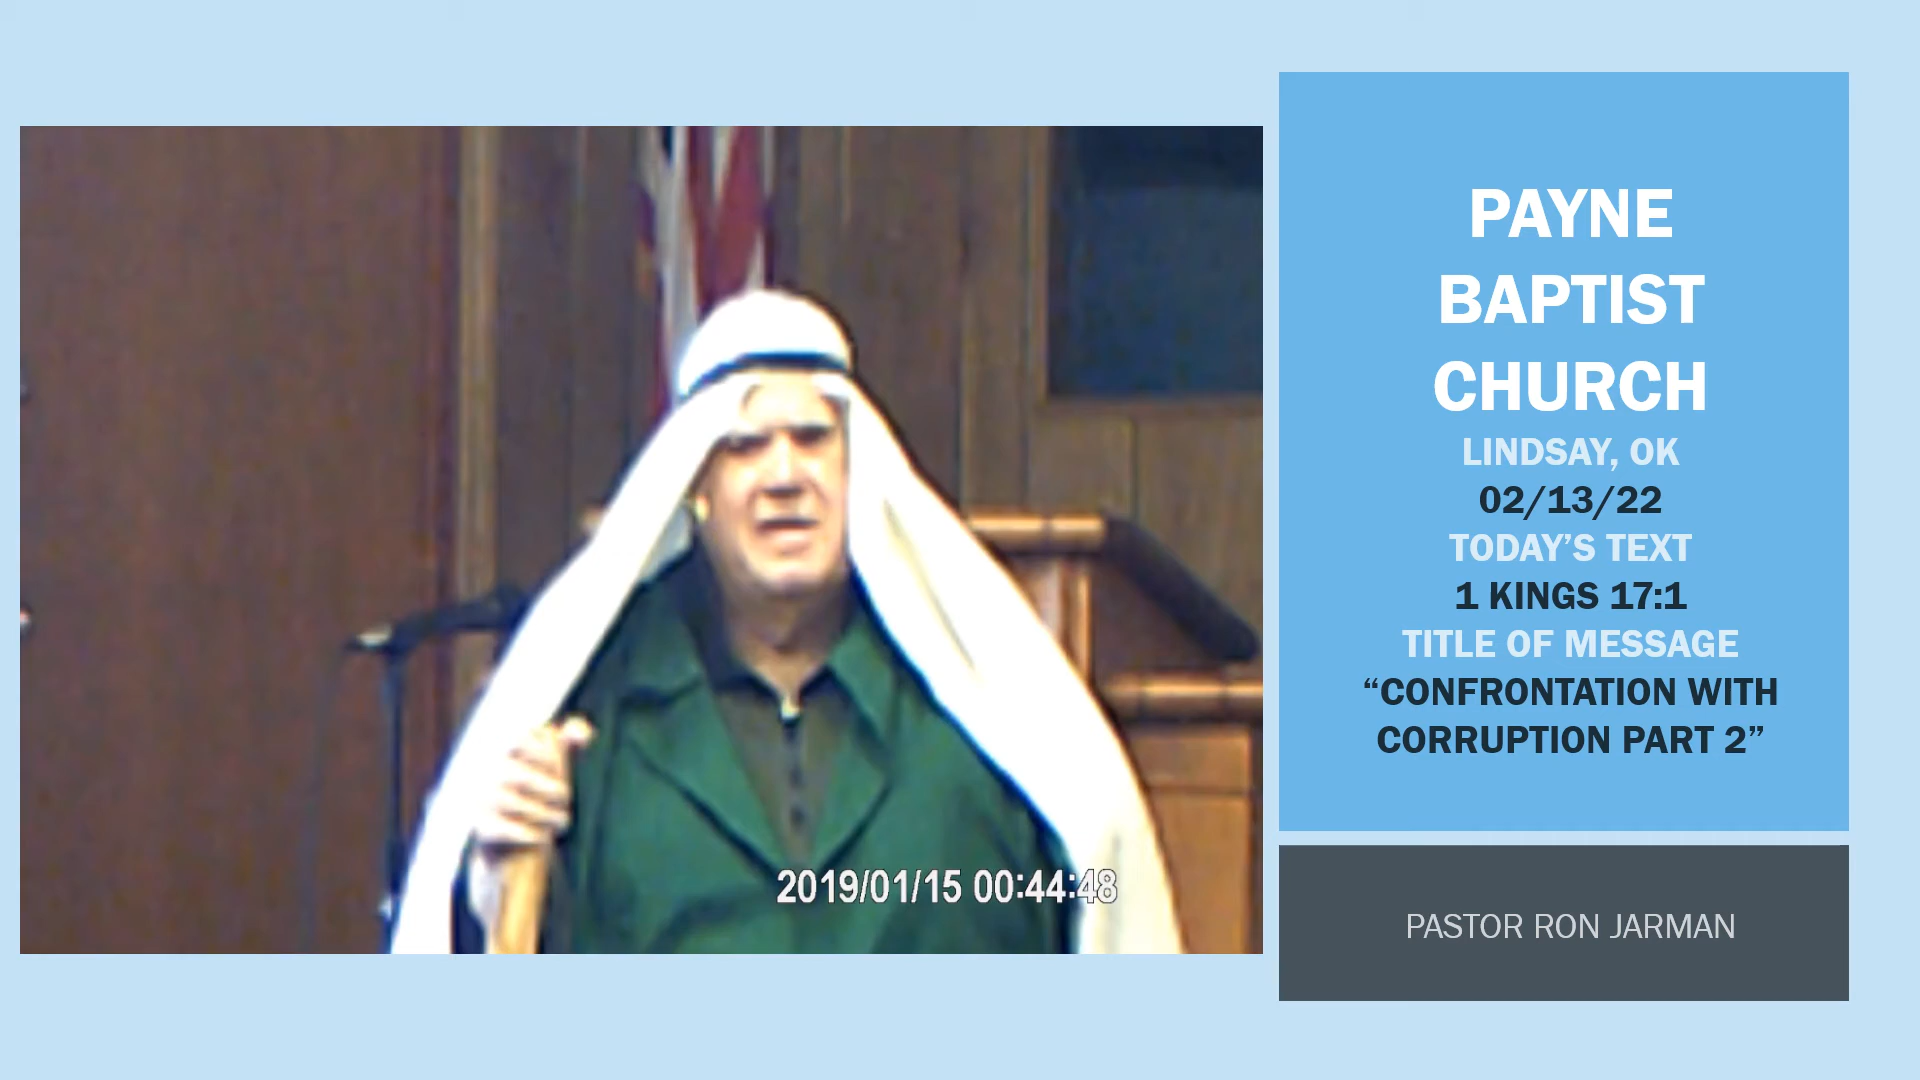 PAYNE
BAPTIST
CHURCH
LINDSAY, OK
02/13/22
TODAY’S TEXT
1 KINGS 17:1
TITLE OF MESSAGE
“CONFRONTATION WITH
CORRUPTION PART 2”
PASTOR RON JARMAN
2019/01/15 00:44:48